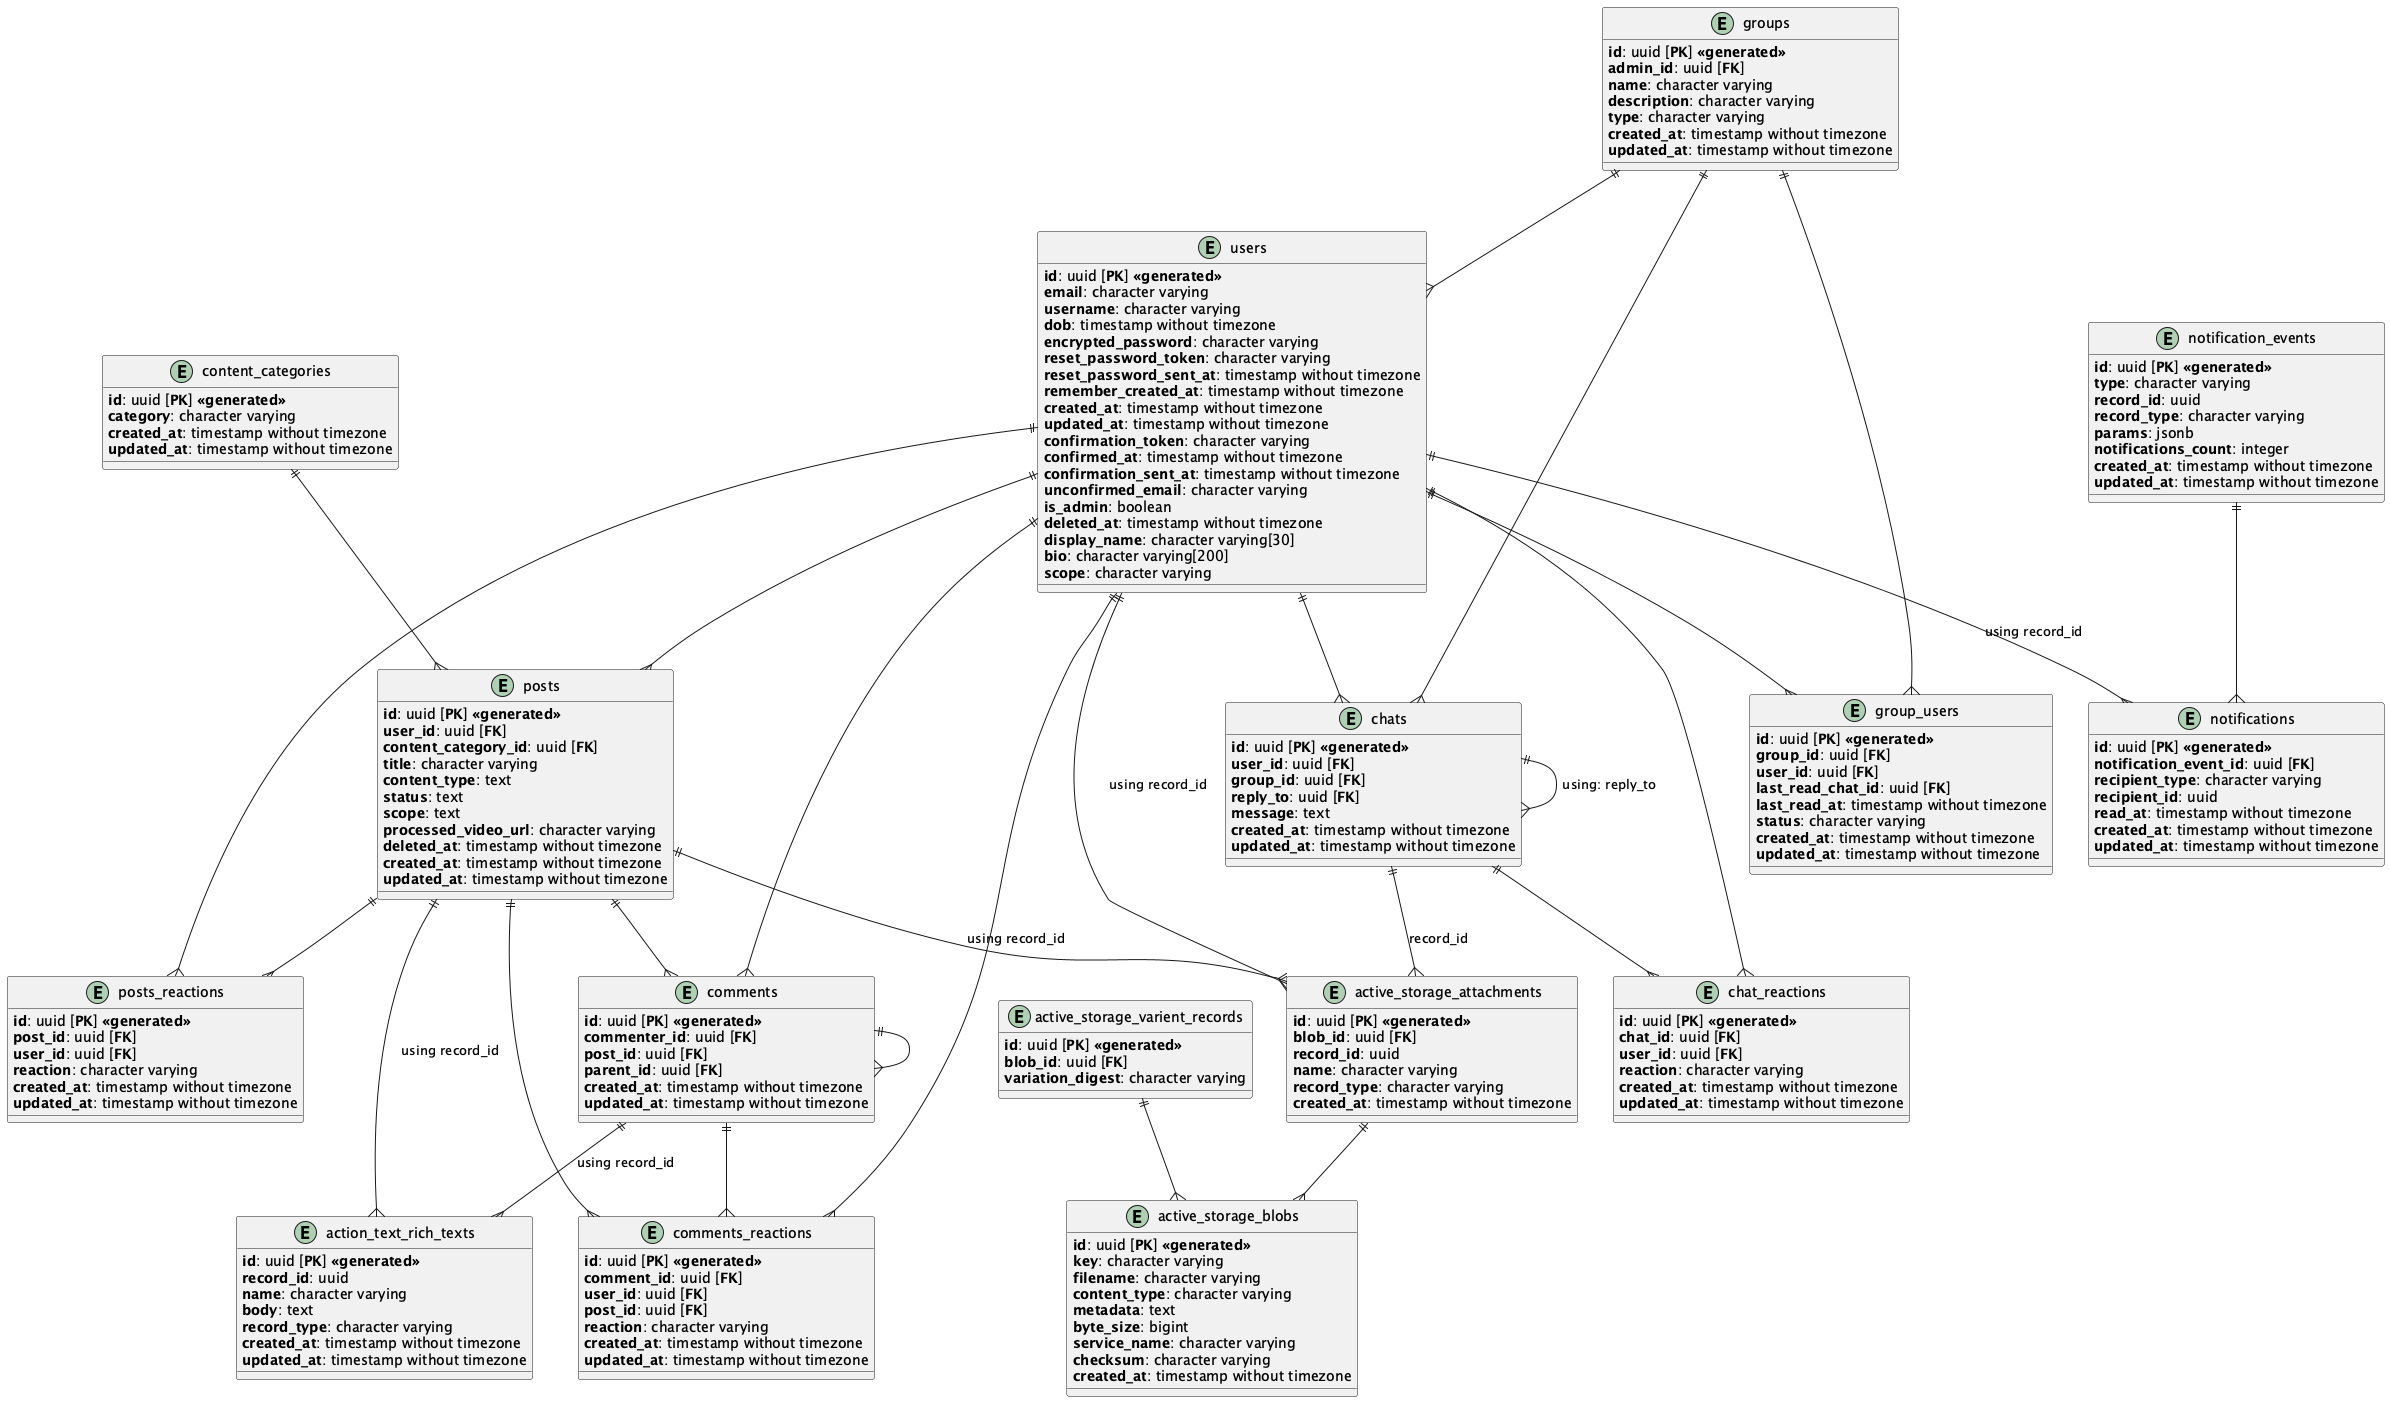 E groups
id: uuid [PK] «generated»
admin_id: uuid [FK]
name: character varying
description: character varying
type: character varying
created_at: timestamp without timezone
updated_at: timestamp without timezone
E users
id: uuid [PK] «generated»
email: character varying
username: character varying
dob: timestamp without timezone
encrypted_password: character varying
reset_password_token: character varying
reset_password_sent_at: timestamp without timezone
remember_created_at: timestamp without timezone
created_at: timestamp without timezone
updated_at: timestamp without timezone
confirmation_token: character varying
confirmed_at: timestamp without timezone
confirmation_sent_at: timestamp without timezone
unconfirmed_email: character varying
is_admin: boolean
deleted_at: timestamp without timezone
display_name: character varying[30]
bio: character varying[200]
scope: character varying
E notification_events
id: uuid [PK] «generated»
type: character varying
record_id: uuid
record_type: character varying
params: jsonb
notifications_count: integer
created_at: timestamp without timezone
updated_at: timestamp without timezone
E content_categories
id: uuid [PK] «generated»
category: character varying
created_at: timestamp without timezone
updated_at: timestamp without timezone
using record_id
E posts
id: uuid [PK] «generated»
user_id: uuid [FK]
content_category_id: uuid [FK]
title: character varying
content_type: text
status: text
scope: text
processed_video_url: character varying
deleted_at: timestamp without timezone
created_at: timestamp without timezone
updated_at: timestamp without timezone
using record_id
E chats
id: uuid [PK] «generated»
user_id: uuid [FK]
group_id: uuid [FK]
reply_to: uuid [FK]
message: text
created_at: timestamp without timezone
updated_at: timestamp without timezone
using: reply_to
E group_users
id: uuid [PK] «generated»
group_id: uuid [FK]
user_id: uuid [FK]
last_read_chat_id: uuid [FK]
last_read_at: timestamp without timezone
status: character varying
created_at: timestamp without timezone
updated_at: timestamp without timezone
E notifications
id: uuid [PK] «generated»
notification_event_id: uuid [FK]
recipient_type: character varying
recipient_id: uuid
read_at: timestamp without timezone
created_at: timestamp without timezone
updated_at: timestamp without timezone
using record_id
record_id
E posts_reactions
id: uuid [PK] «generated»
post_id: uuid [FK]
user_id: uuid [FK]
reaction: character varying
created_at: timestamp without timezone
updated_at: timestamp without timezone
using record_id
E comments
id: uuid [PK] «generated»
commenter_id: uuid [FK]
post_id: uuid [FK]
parent_id: uuid [FK]
created_at: timestamp without timezone
updated_at: timestamp without timezone
E active_storage_varient_records
id: uuid [PK] «generated»
blob_id: uuid [FK]
variation_digest: character varying
E active_storage_attachments
id: uuid [PK] «generated»
blob_id: uuid [FK]
record_id: uuid
name: character varying
record_type: character varying
created_at: timestamp without timezone
E chat_reactions
id: uuid [PK] «generated»
chat_id: uuid [FK]
user_id: uuid [FK]
reaction: character varying
created_at: timestamp without timezone
updated_at: timestamp without timezone
using record_id
E action_text_rich_texts
id: uuid [PK] «generated»
record_id: uuid
name: character varying
body: text
record_type: character varying
created_at: timestamp without timezone
updated_at: timestamp without timezone
E comments_reactions
id: uuid [PK] «generated»
comment_id: uuid [FK]
user_id: uuid [FK]
post_id: uuid [FK]
reaction: character varying
created_at: timestamp without timezone
updated_at: timestamp without timezone
E active_storage_blobs
id: uuid [PK] «generated»
key: character varying
filename: character varying
content_type: character varying
metadata: text
byte_size: bigint
service_name: character varying
checksum: character varying
created_at: timestamp without timezone